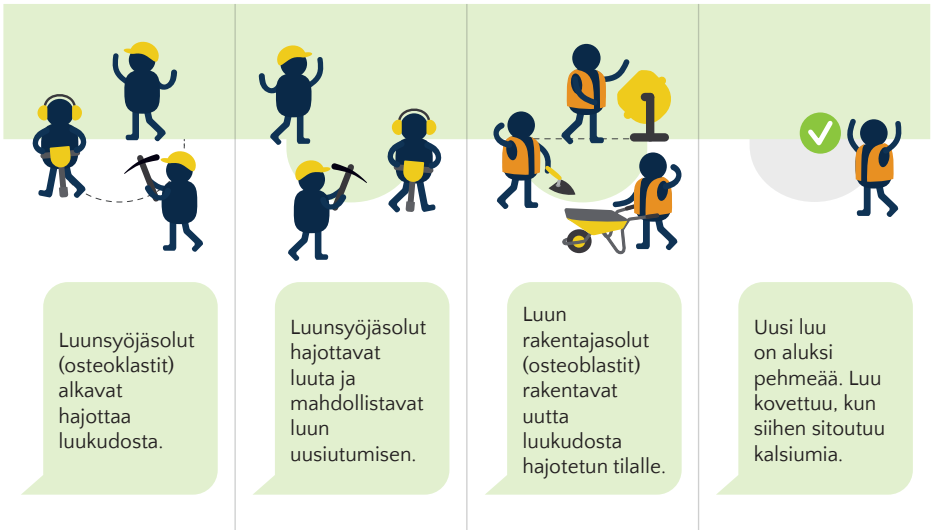 Luunsyöjäsolut
(osteoklastit)
alkavat
hajottaa
luukudosta.
Luunsyöjäsolut
hajottavat
luuta ja
mahdollistavat
luun
uusiutumisen.
Luun
rakentajasolut
(osteoblastit)
rakentavat
uutta
luukudosta
hajotetun tilalle.
Uusi luu
on aluksi
pehmeää. Luu
kovettuu, kun
siihen sitoutuu
kalsiumia.